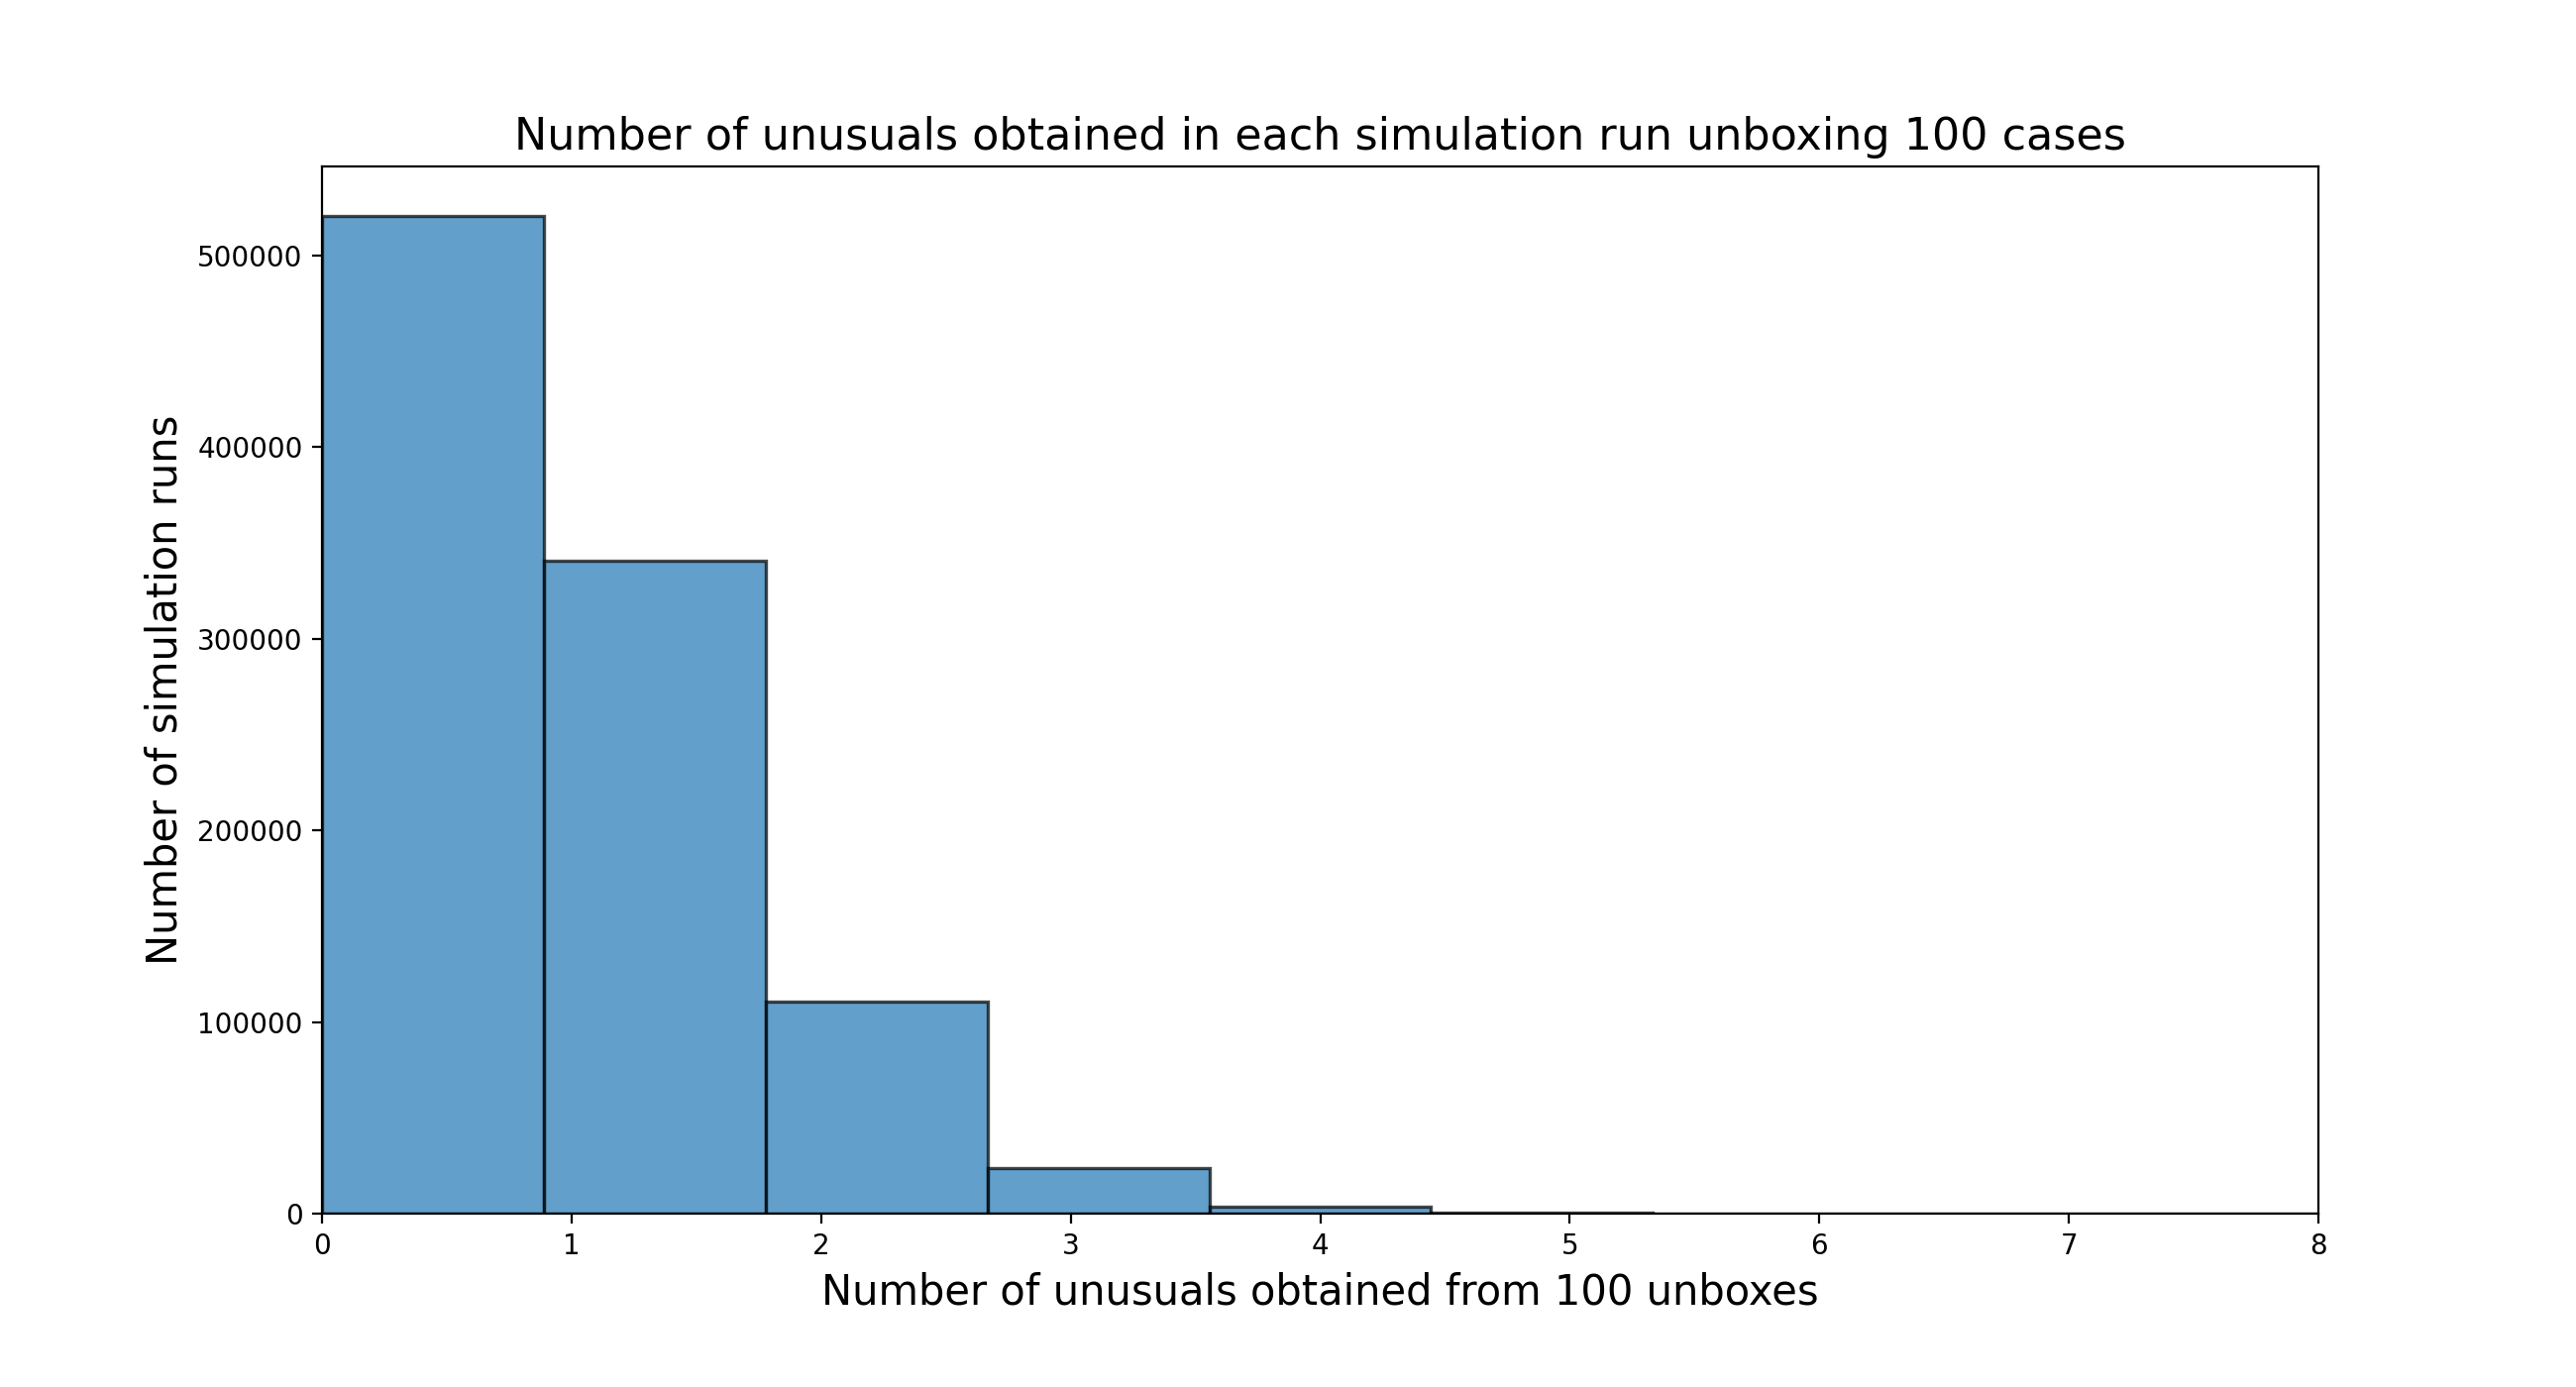 Number of unusuals obtained in each simulation run unboxing 100 cases
Number of simulation runs
500000
400000
300000
200000
100000
0
0 1 2 3 4 5 6 7 8
Number of unusuals obtained from 100 unboxes